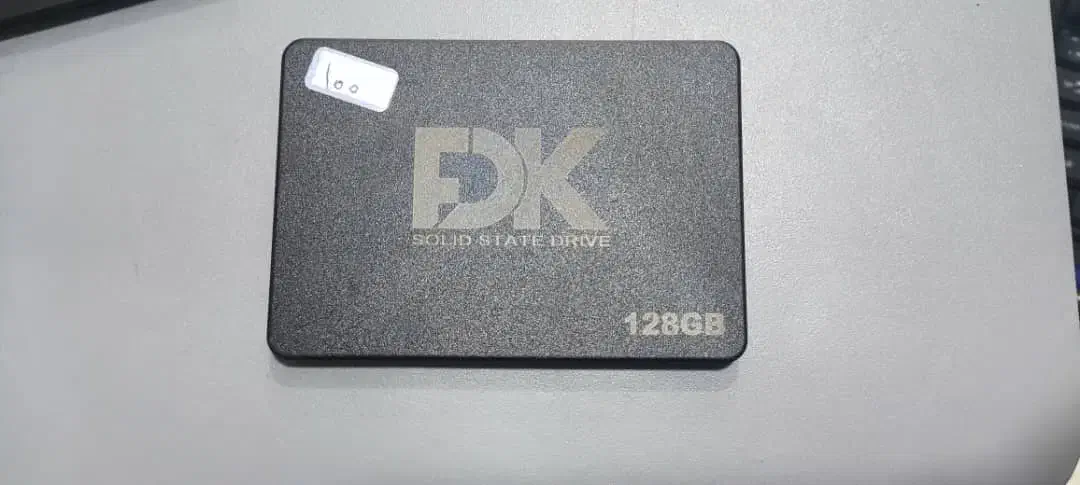 100
FDK
SOLID STATE DRIVE
128GB